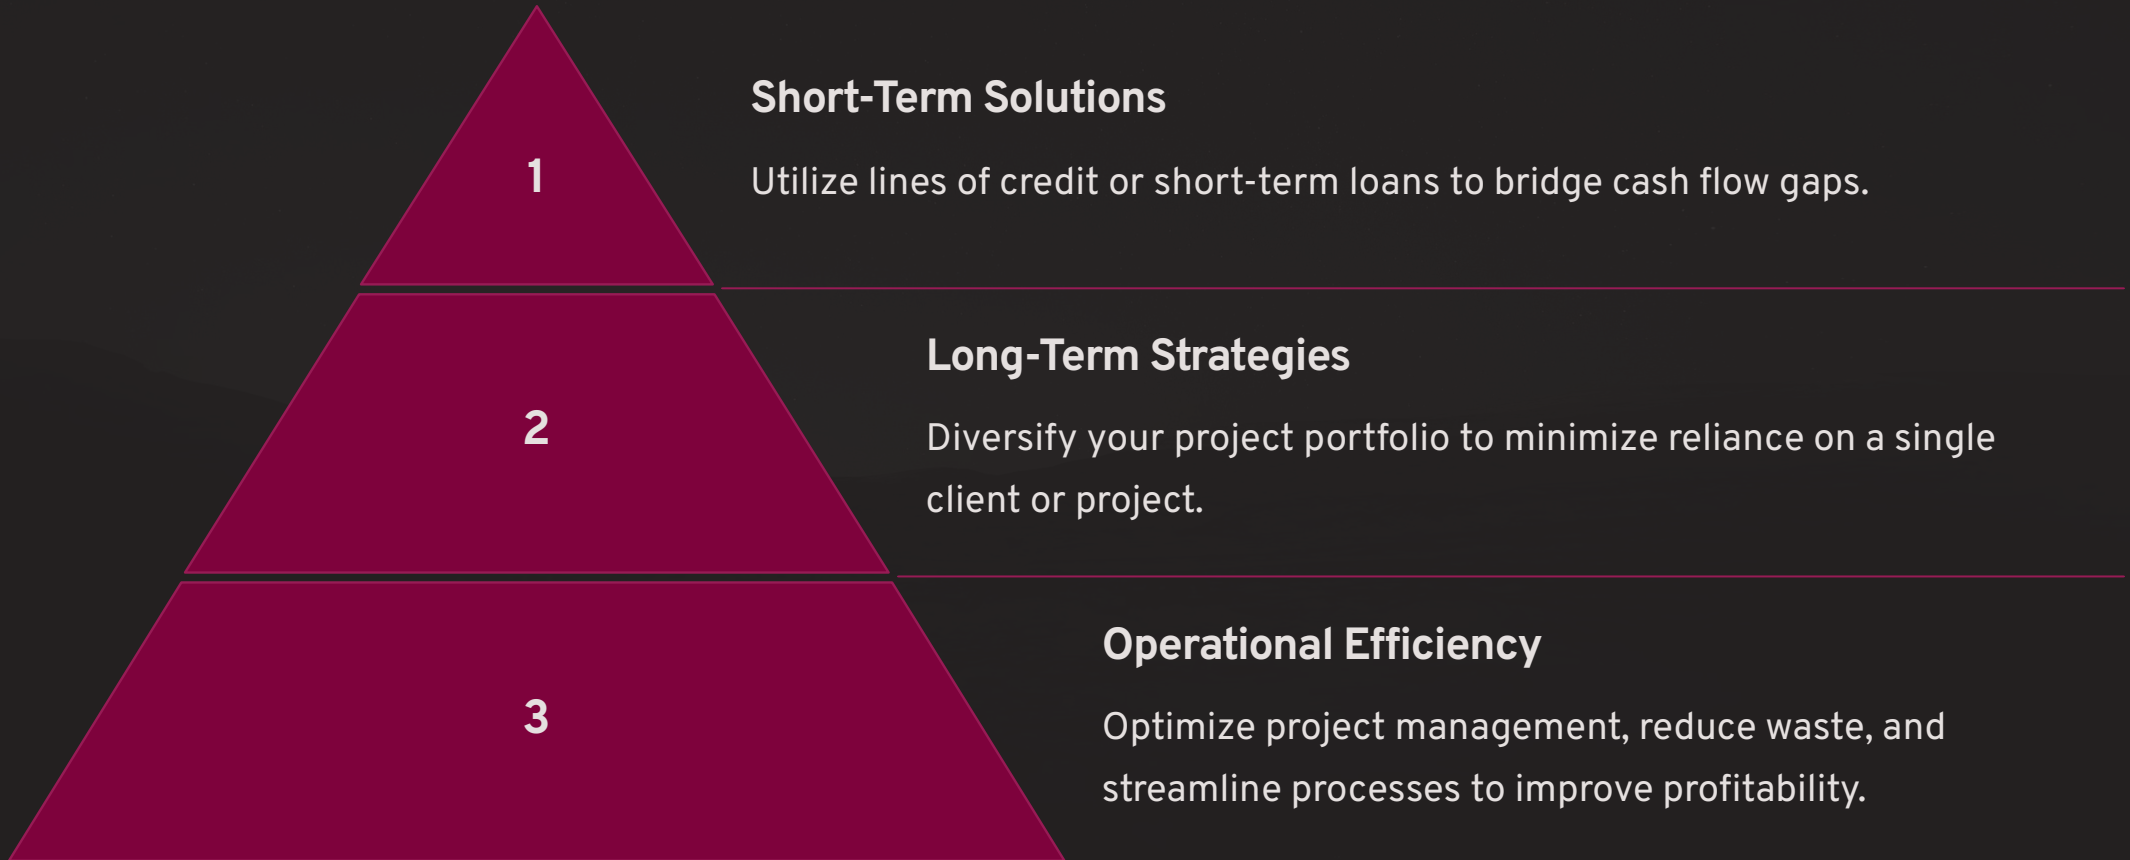 1
Short-Term Solutions
Utilize lines of credit or short-term loans to bridge cash flow gaps.
2
Long-Term Strategies
Diversify your project portfolio to minimize reliance on a single
client or project.
3
Operational Efficiency
Optimize project management, reduce waste, and
streamline processes to improve profitability.